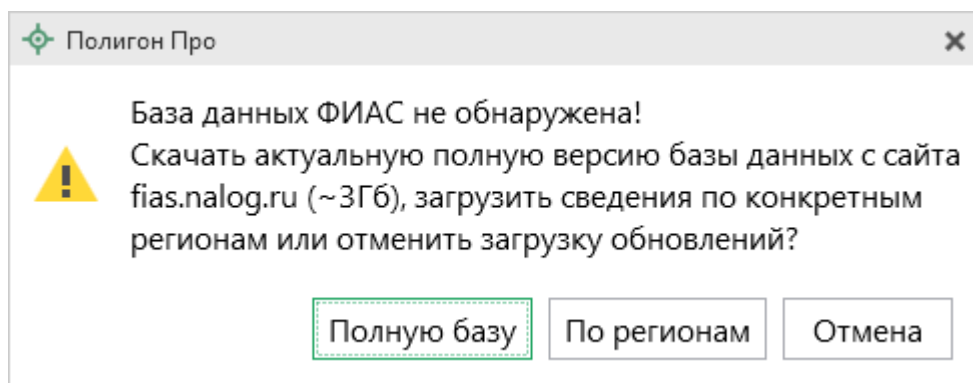 Полигон Про
База данных ФИАС не обнаружена!
Скачать актуальную полную версию базы данных с сайта
fias.nalog.ru (~3Гб), загрузить сведения по конкретным
регионам или отменить загрузку обновлений?
Полную базу По регионам Отмена